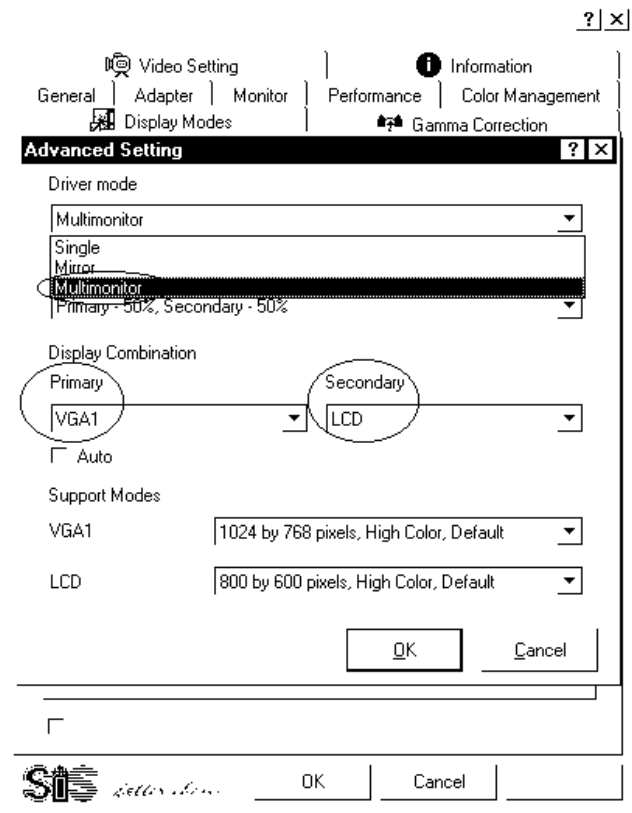 ? ×
Video Setting Information
General Adapter Monitor Performance Color Management
Display Modes Gamma Correction
Advanced Setting ? ×
Driver mode
Multimonitor
Single
Mirror
Multimonitor
Primary - 50%, Secondary - 50%
Display Combination
Primary Secondary
VGA1 LCD
Auto
Support Modes
VGA1 1024 by 768 pixels, High Color, Default
LCD 800 by 600 pixels, High Color, Default
OK Cancel
SiS OK Cancel